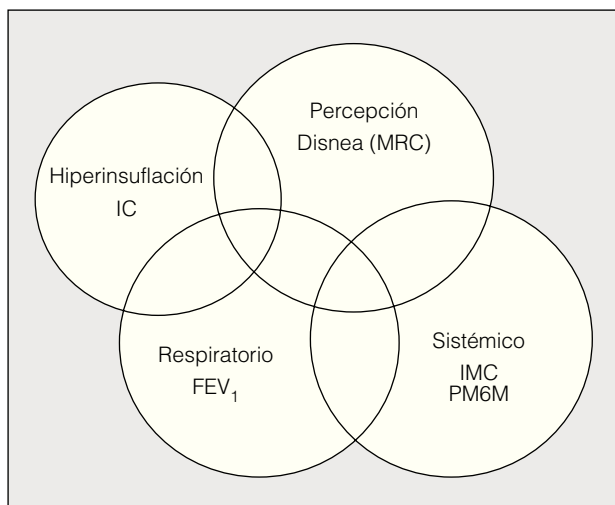 Percepción
Disnea (MRC)
Hiperinsuflación
IC
Respiratorio
FEV₁
Sistémico
IMC
PM6M